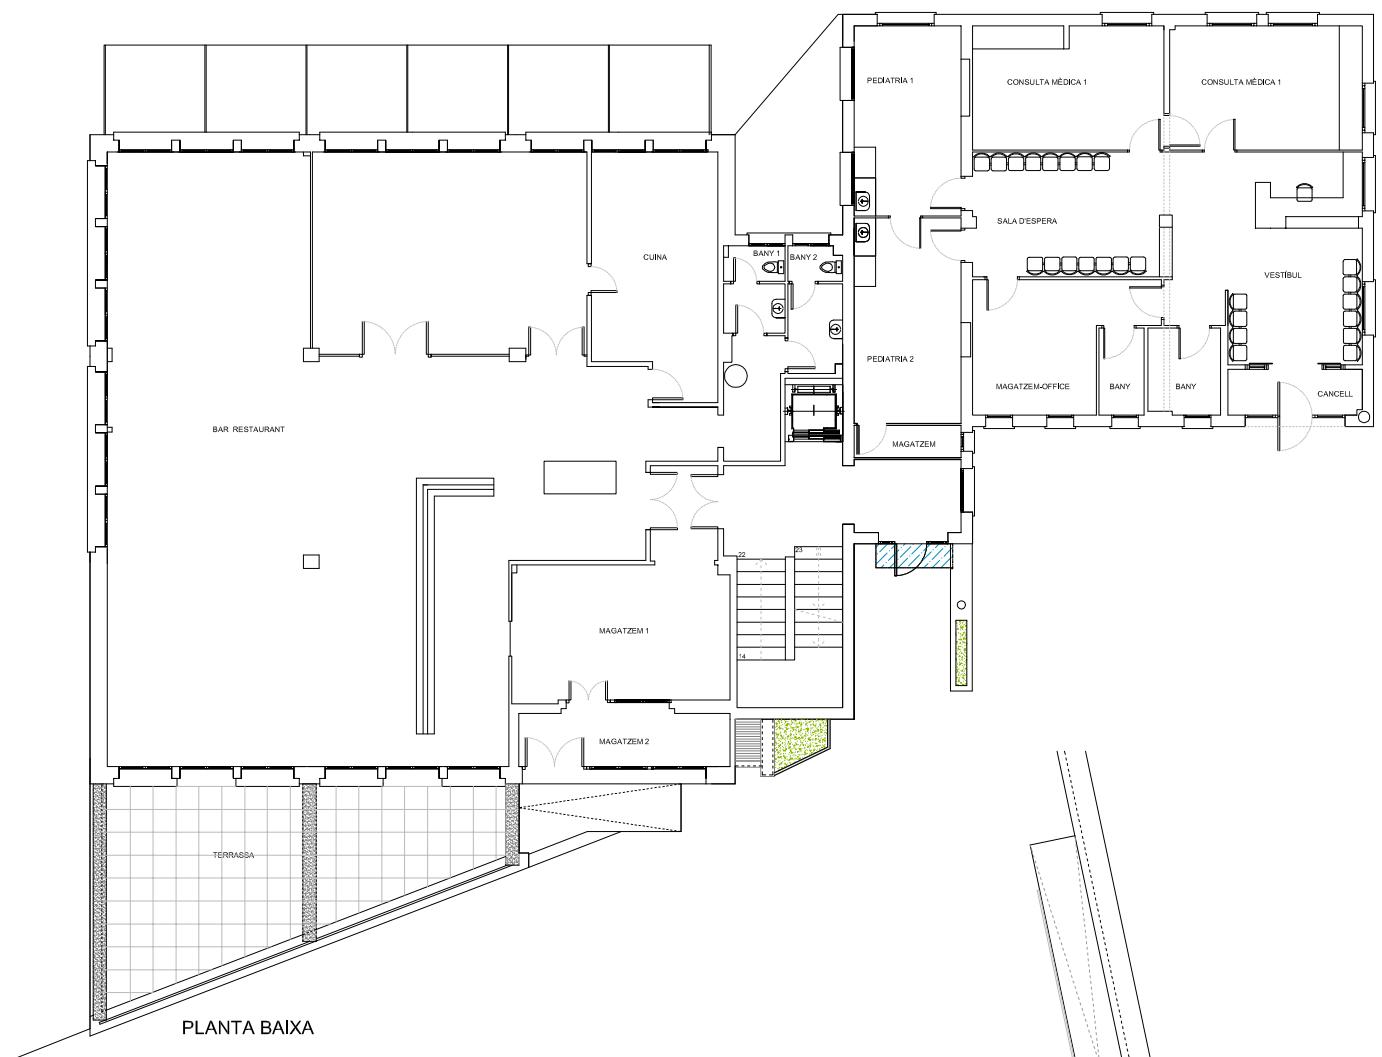 PEDIATRIA 1
CONSULTA MÈDICA 1
CONSULTA MÈDICA 1
SALA D'ESPERA
BANY 1
BANY 2
CUINA
VESTÍBUL
PEDIATRIA 2
MAGATZEM-OFFICE
BANY
BANY
CANCELL
BAR RESTAURANT
MAGATZEM
22
23
MAGATZEM 1
14
MAGATZEM 2
TERRASSA
PLANTA BAIXA